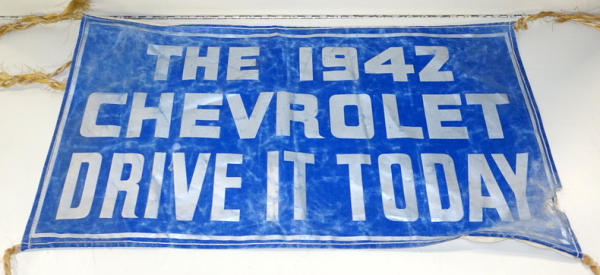 THE 1942
CHEVROLET
DRIVE IT TODAY